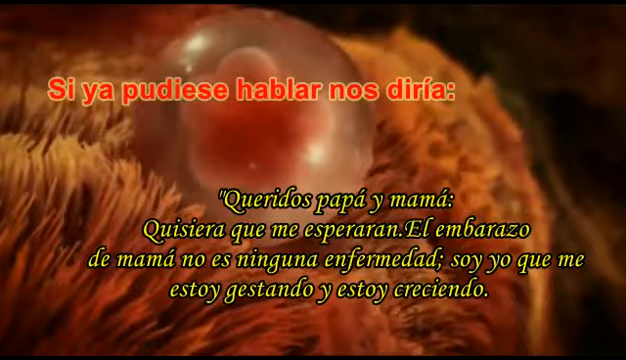 Si ya pudiese hablar nos diría:
"Queridos papá y mamá:
Quisiera que me esperaran.El embarazo
de mamá no es ninguna enfermedad; soy yo que me
estoy gestando y estoy creciendo.